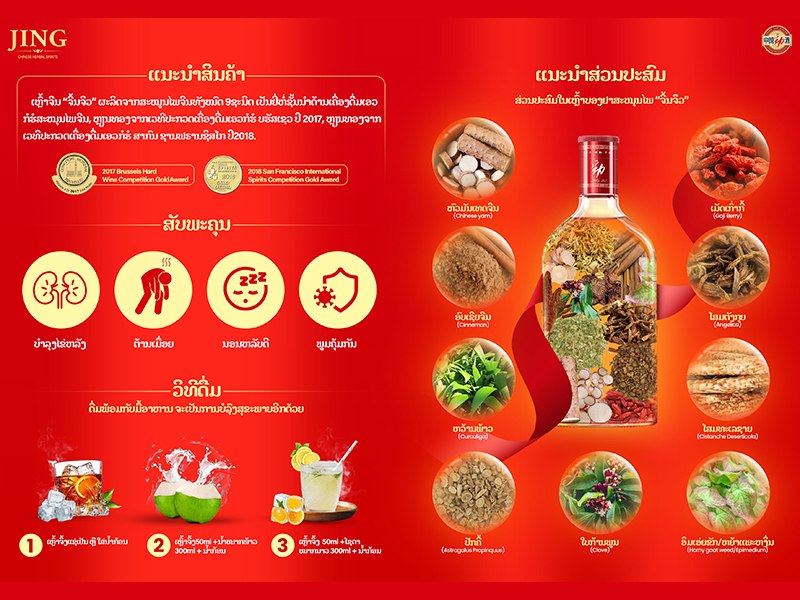 JING
CHINESE HERBAL SPIRITS
ແນະນຳສິນຄ້າ
ເຫຼົ້າຈີນ “ຈິ້ນຈິວ” ຜະລິດຈາກສະໝຸນໄພຈີນທັງໝົດ 9ຊະນິດ ເປັນຍີ່ຫໍ້ຊັ້ນນຳດ້ານເຄື່ອງດື່ມແອວ
ກໍຮໍສະໝຸນໄພຈີນ, ຫຼຽນທອງຈາກເວທີປະກວດເຄື່ອງດື່ມແອວກໍຮໍ ບຣັສເຊວ ປີ 2017, ຫຼຽນທອງຈາກ
ເວທີປະກວດເຄື່ອງດື່ມແອວກໍຮໍ ສາກົນ ຊານຟຣານຊິສໂກ ປີ2018.
2017 Brussels Hard
Wine Competition GoldAward
2018 San Francisco International
Spirits Competition Gold Award
ສັບພະຄຸນ
ບຳລຸງໄຂ່ຫຼັງ
ຕ້ານເມື່ອຍ
ນອນຫລັບດີ
ພູມຄຸ້ມກັນ
ວິທີດື່ມ
ດື່ມພ້ອມກັບມື້ອາຫານ ຈະເປັນການບໍລຸງສຸຂະພາບອີກດ້ວຍ
1 ເຫຼົ້າຈິ້ງແຊ່ເຢັນ ຫຼື ໃສ່ນ້ຳກ້ອນ
2 ເຫຼົ້າຈິ້ງ50ml +ນ້ຳໝາກພ້າວ
300ml + ນ້ຳກ້ອນ
3 ເຫຼົ້າຈິ້ງ 50ml +ໂຊດາ
ໝາກນາວ 300ml + ນ້ຳກ້ອນ
ແນະນຳສ່ວນປະສົມ
ສ່ວນປະສົມໃນເຫຼົ້າບອງຢາສະໝຸນໄພ “ຈິ້ນຈິວ”
ຫົວມັນເທດຈີນ
(Chinese yam)
ເມັດເກົ່າກີ້
(Goji Berry)
ອົບເຊີຍຈີນ
(Cinnemon)
ໂສມຕັງກຸຍ
(Angelica)
ຫວ້ານພ້າວ
(Curculigo)
ໂສມທະເລຊາຍ
(Cistanche Deserticola)
ປັກຄີ້
(Astragalus Propinquus)
ໃບກ້ານພູນ
(Clove)
ອິມເອ່ຍຂັກ/ຫຍ້າແພະຫງິ່ນ
(Horny goat weed/Epimedium)